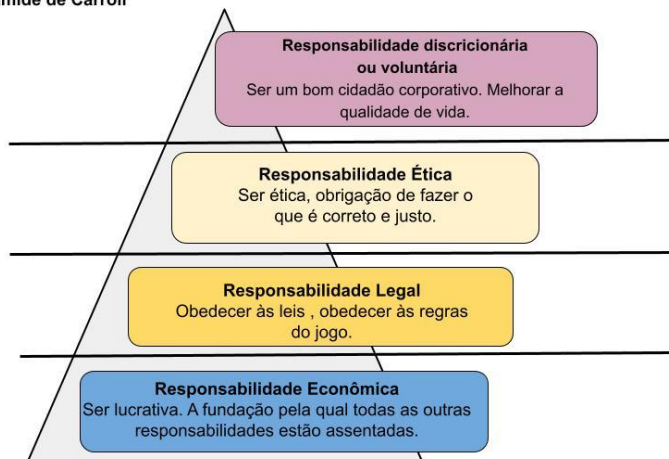 de Carroll
Responsabilidade discricionária
ou voluntária
Ser um bom cidadão corporativo. Melhorar a
qualidade de vida.
Responsabilidade Ética
Ser ética, obrigação de fazer o
que é correto e justo.
Responsabilidade Legal
Obedecer às leis , obedecer às regras
do jogo.
Responsabilidade Econômica
Ser lucrativa. A fundação pela qual todas as outras
responsabilidades estão assentadas.